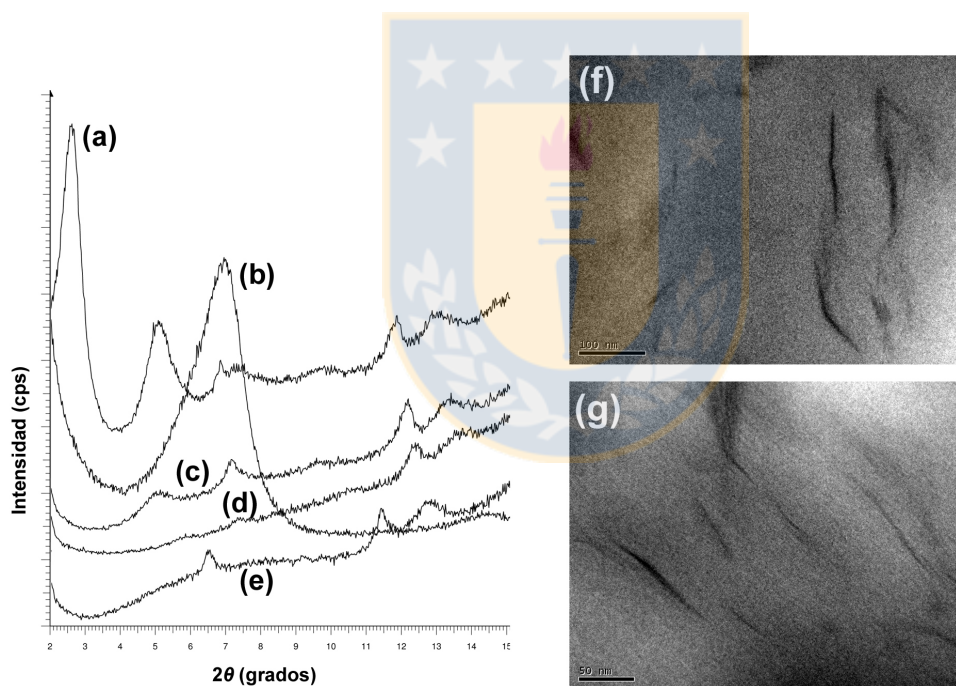 (a)
(b)
(c)
(d)
(e)
Intensidad (cps)
2 3 4 5 6 7 8 9 10 11 12 13 14 15
2θ (grados)
(f)
100 nm
(g)
50 nm